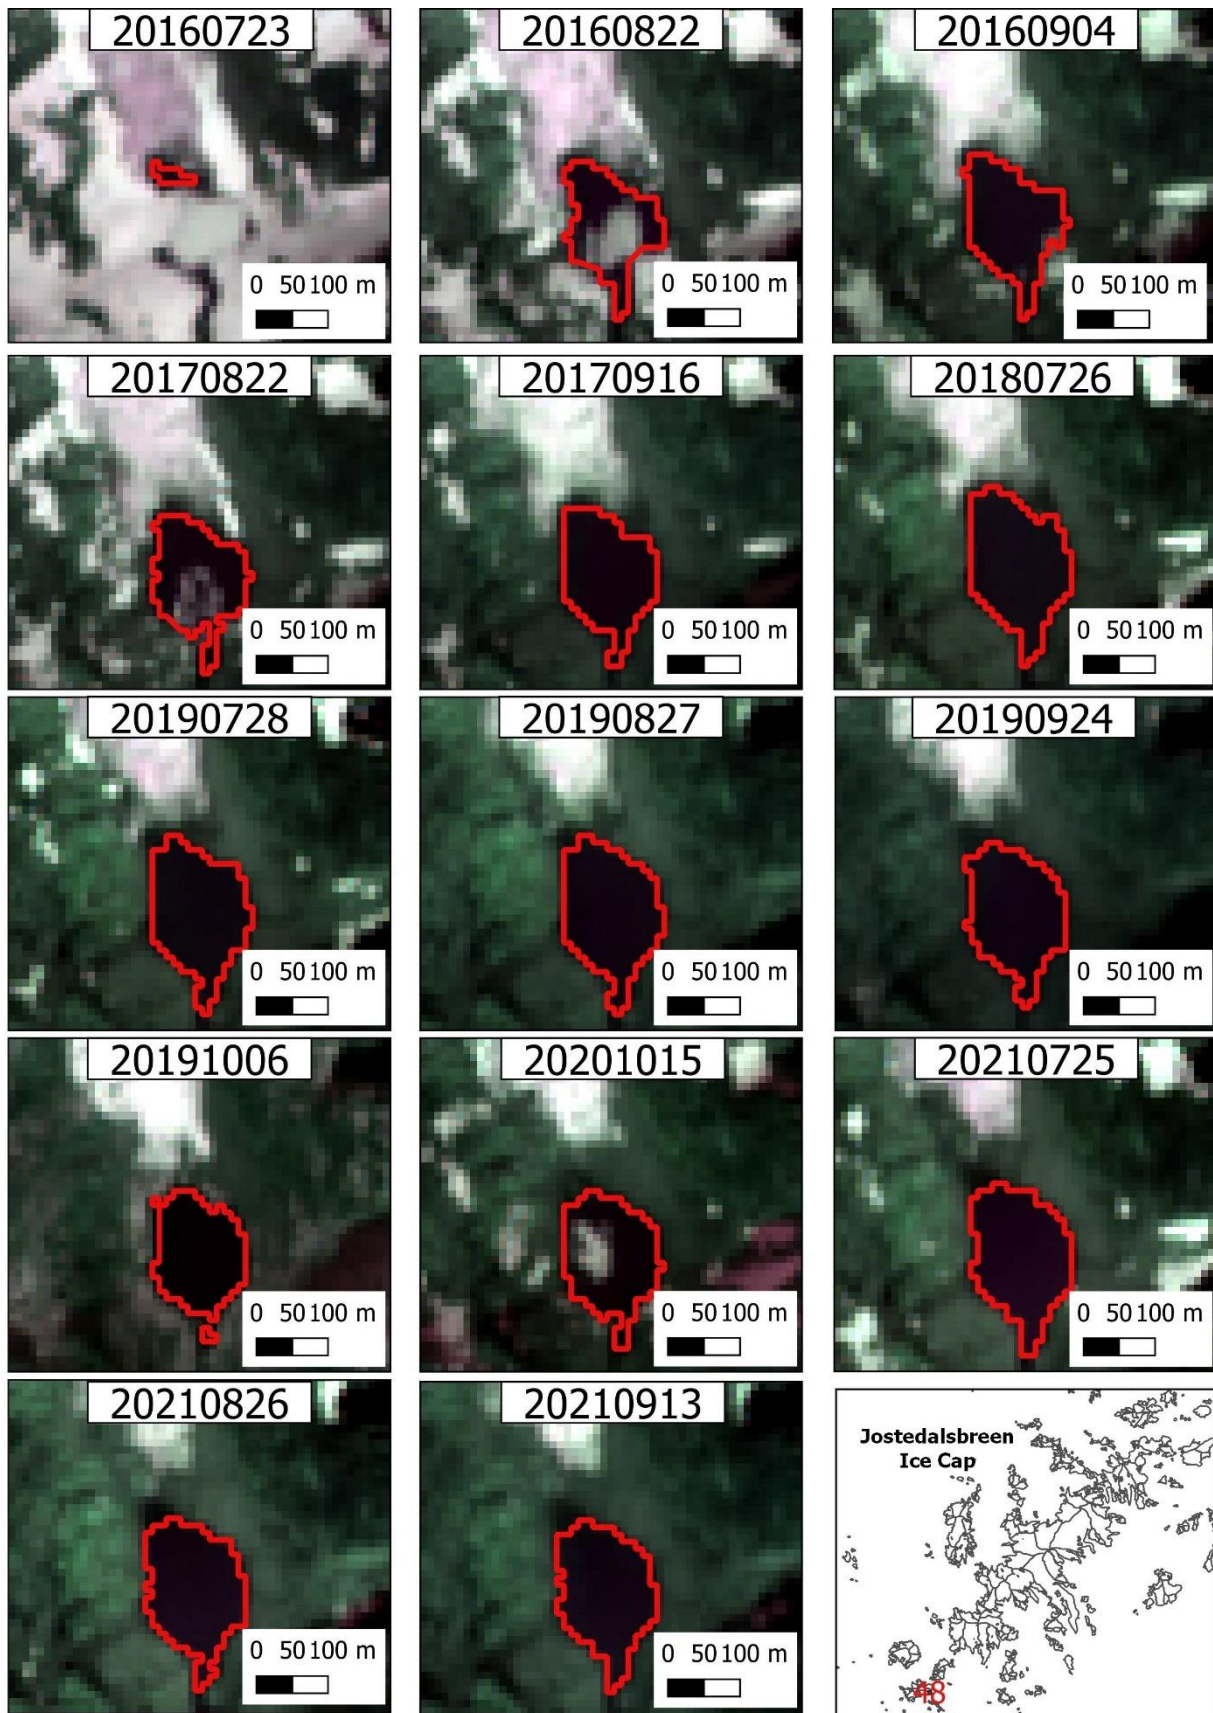 20160723
0 50 100 m
20160822
0 50 100 m
20160904
0 50 100 m
20170822
0 50 100 m
20170916
0 50 100 m
20180726
0 50 100 m
20190728
0 50 100 m
20190827
0 50 100 m
20190924
0 50 100 m
20191006
0 50 100 m
20201015
0 50 100 m
20210725
0 50 100 m
20210826
0 50 100 m
20210913
0 50 100 m
Jostedalsbreen
Ice Cap
48